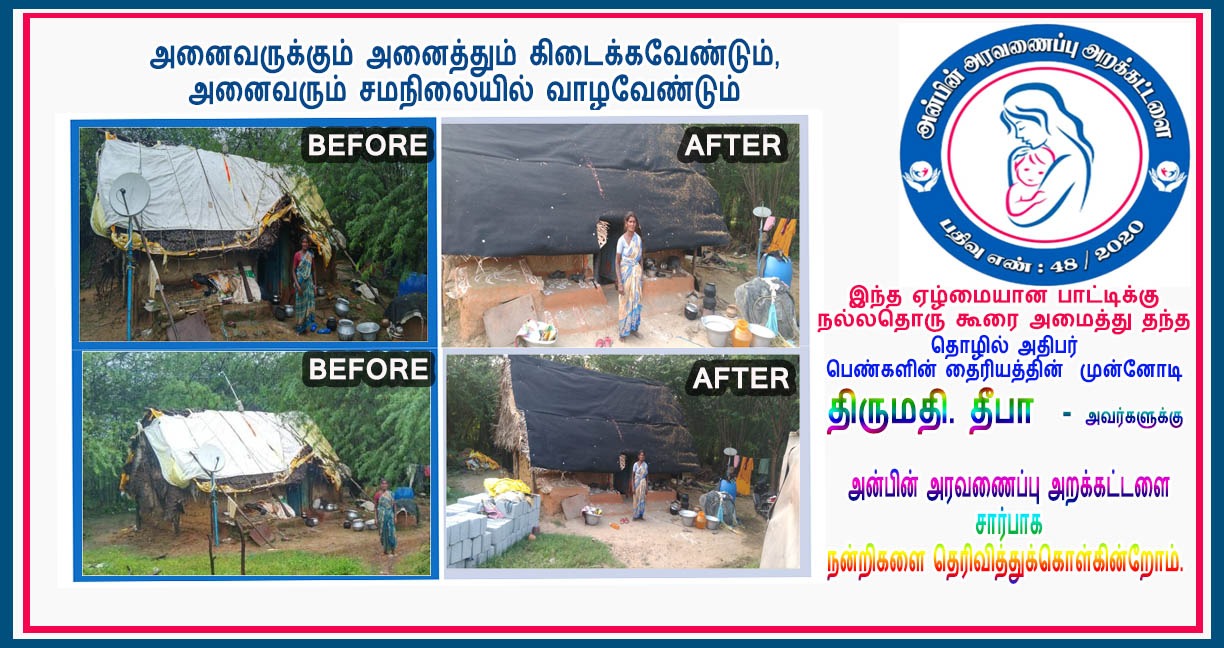 அனைவருக்கும் அனைத்தும் கிடைக்கவேண்டும்,
அனைவரும் சமநிலையில் வாழவேண்டும்
BEFORE
AFTER
BEFORE
AFTER
அன்பின் அரவணைப்பு அறக்கட்டளை
பதிவு எண் : 48 / 2020
இந்த ஏழ்மையான பாட்டிக்கு
நல்லதொரு கூரை அமைத்து தந்த
தொழில் அதிபர்
பெண்களின் தைரியத்தின் முன்னோடி
திருமதி. தீபா - அவர்களுக்கு
அன்பின் அரவணைப்பு அறக்கட்டளை
சார்பாக
நன்றிகளை தெரிவித்துக்கொள்கின்றோம்.